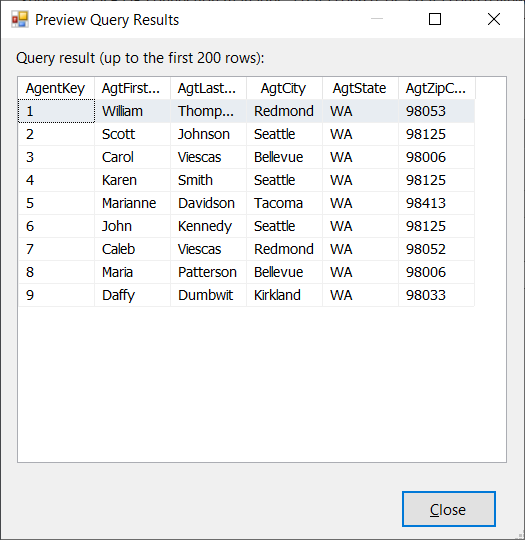 Preview Query Results
Query result (up to the first 200 rows):
AgentKey AgtFirst... AgtLast... AgtCity AgtState AgtZipC...
1 William Thomp... Redmond WA 98053
2 Scott Johnson Seattle WA 98125
3 Carol Viescas Bellevue WA 98006
4 Karen Smith Seattle WA 98125
5 Marianne Davidson Tacoma WA 98413
6 John Kennedy Seattle WA 98125
7 Caleb Viescas Redmond WA 98052
8 Maria Patterson Bellevue WA 98006
9 Daffy Dumbwit Kirkland WA 98033
Close